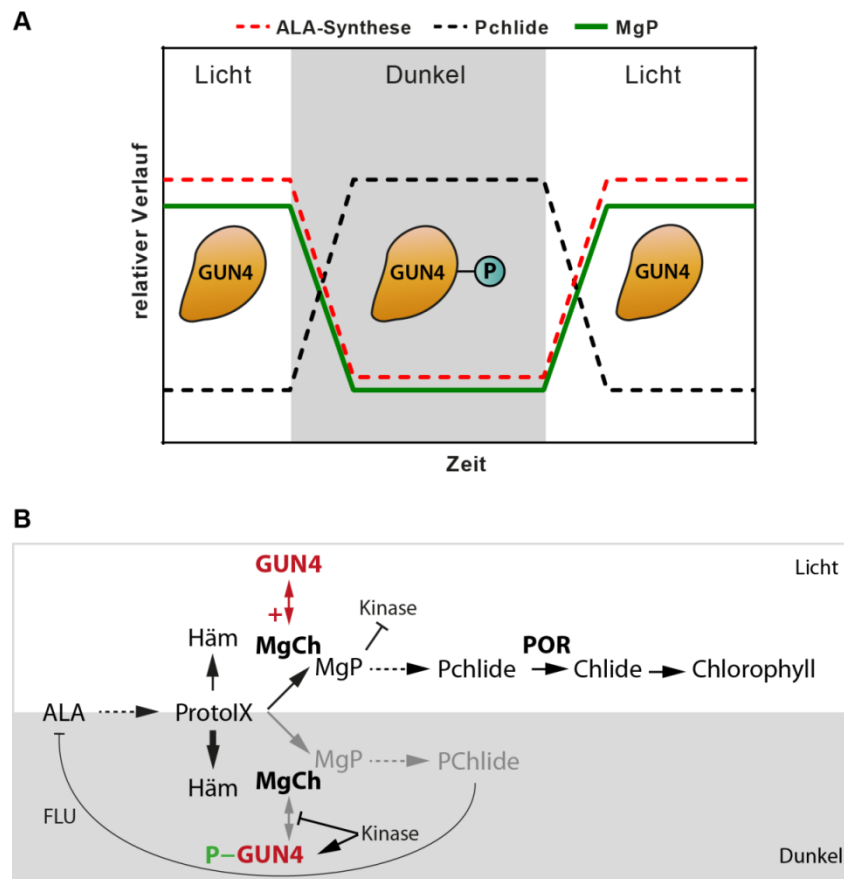 A
ALA-Synthese Pchlide MgP
Licht Dunkel Licht
relativer Verlauf
GUN4 GUN4 P GUN4
Zeit
B
GUN4 Licht
+ Kinase
Häm MgCh POR
MgP Pchlide Chlide Chlorophyll
ALA ProtoIX
MgP PChlide
Häm MgCh
FLU Kinase
P–GUN4 Dunkel